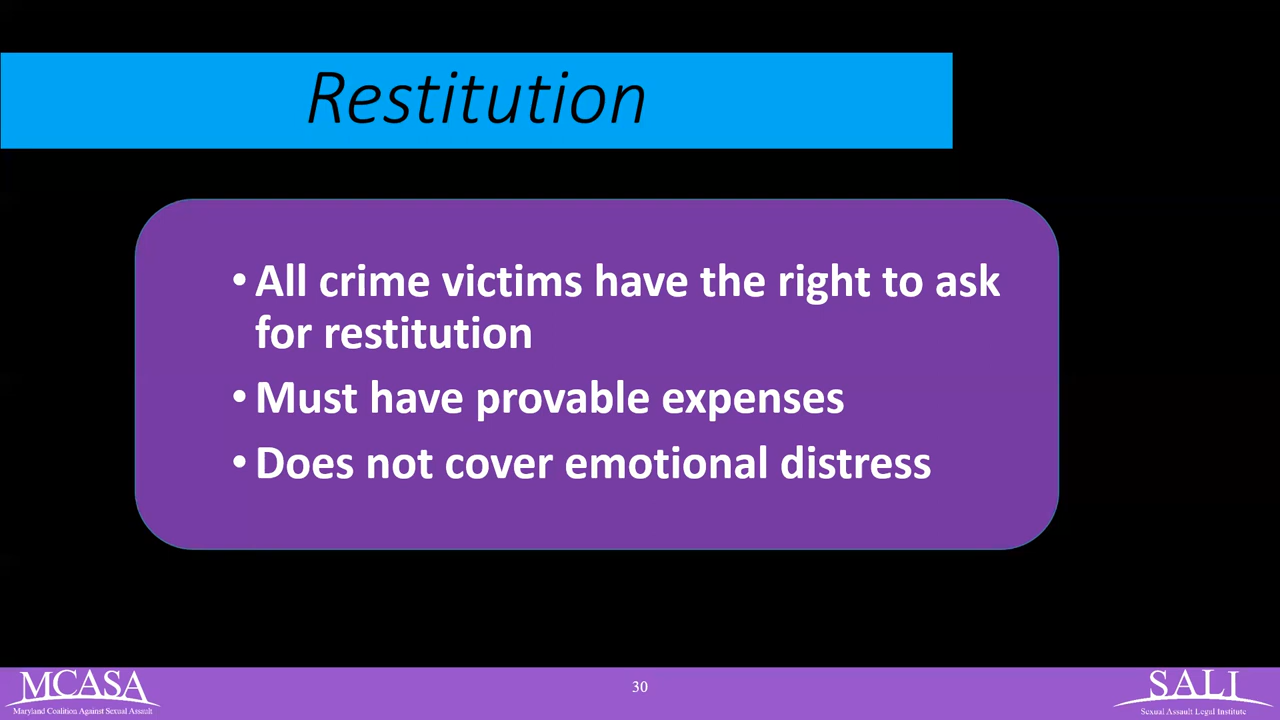 Restitution
• All crime victims have the right to ask
for restitution
• Must have provable expenses
• Does not cover emotional distress
MCASA
Maryland Coalition Against Sexual Assault
30
SALI
Sexual Assault Legal Institute